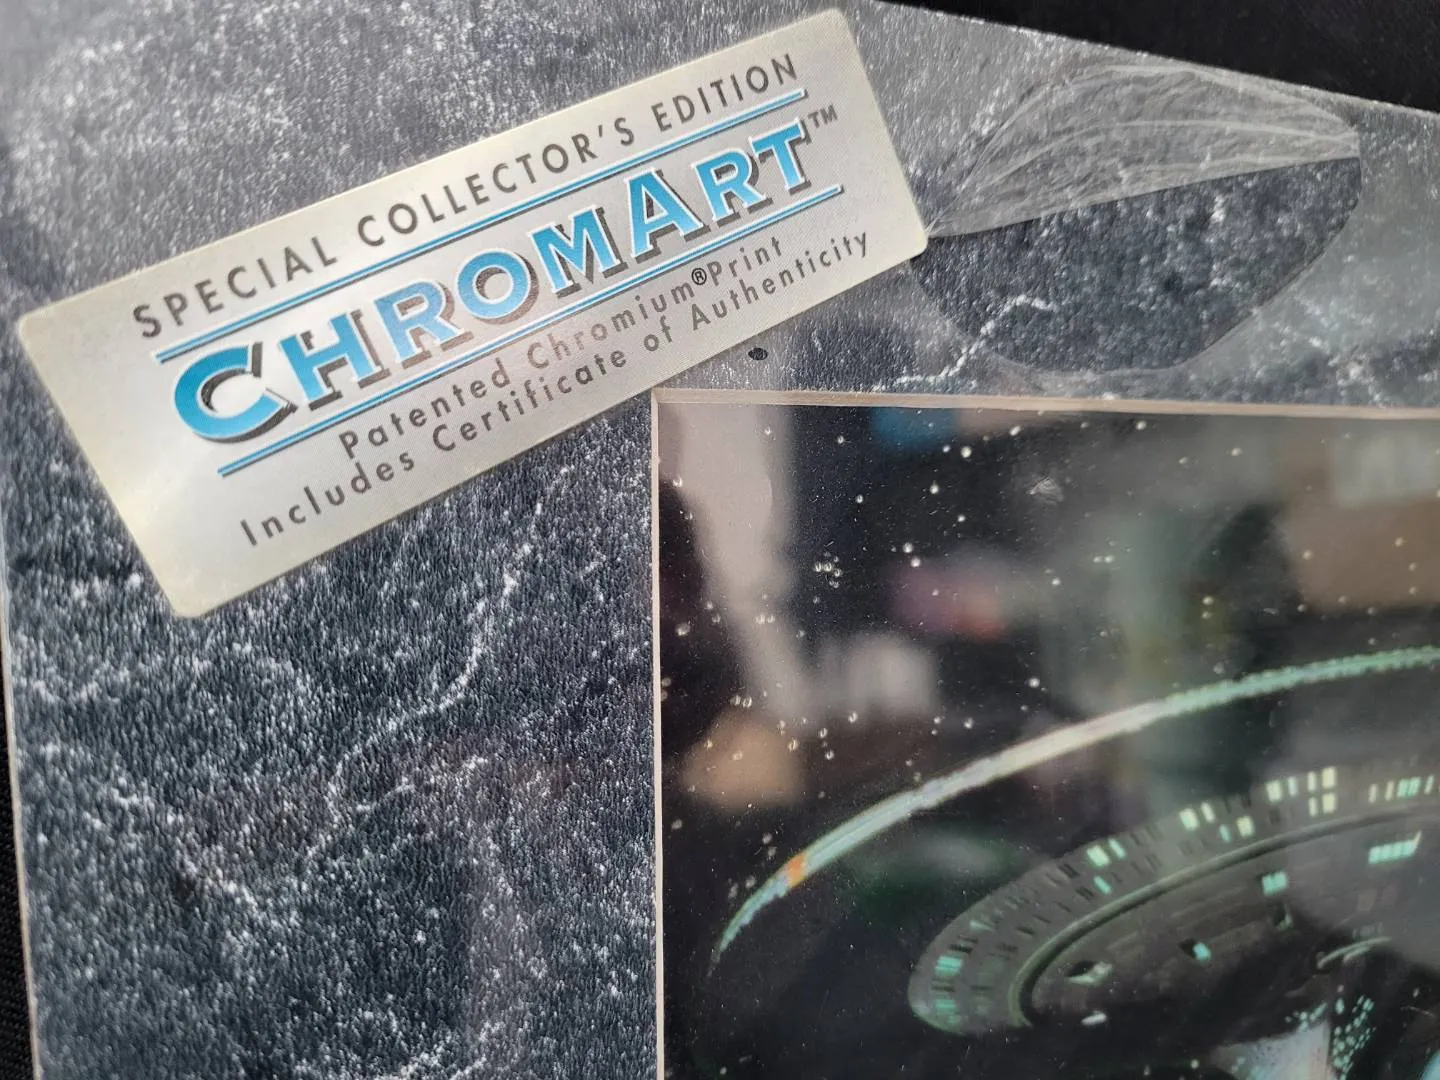 SPECIAL COLLECTOR'S EDITION
CHROMART™
Patented Chromium®Print
Includes Certificate of Authenticity